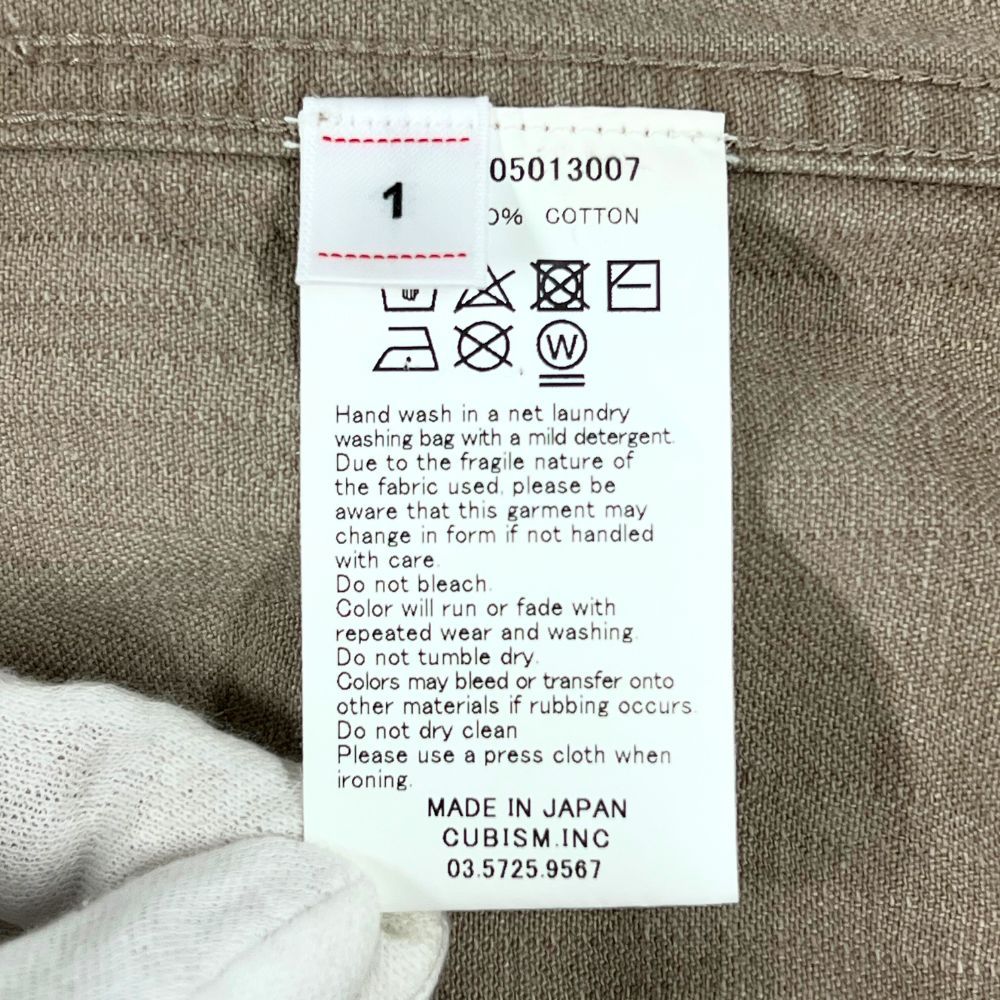 1
05013007
0% COTTON
W
Hand wash in a net laundry
washing bag with a mild detergent.
Due to the fragile nature of
the fabric used, please be
aware that this garment may
change in form if not handled
with care.
Do not bleach.
Color will run or fade with
repeated wear and washing.
Do not tumble dry.
Colors may bleed or transfer onto
other materials if rubbing occurs.
Do not dry clean
Please use a press cloth when
ironing.
MADE IN JAPAN
CUBISM.INC
03.5725.9567